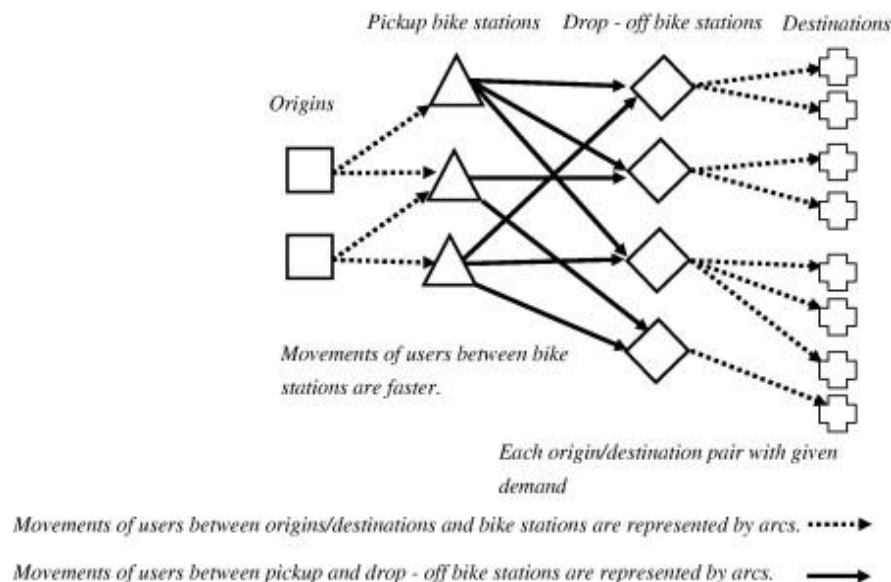 Pickup bike stations
Drop - off bike stations
Destinations
Origins
Movements of users between bike
stations are faster.
Each origin/destination pair with given
demand
Movements of users between origins/destinations and bike stations are represented by arcs.
Movements of users between pickup and drop - off bike stations are represented by arcs.